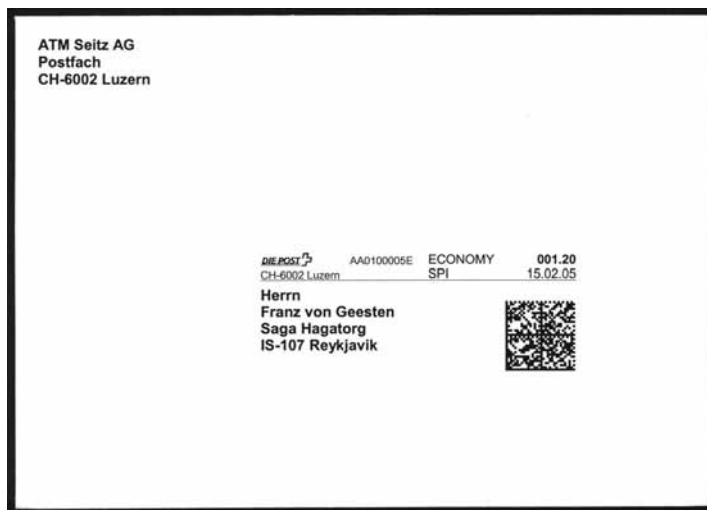 ATM Seitz AG
Postfach
CH-6002 Luzern
DIE POST AA0100005E ECONOMY 001.20
CH-6002 Luzern SPI 15.02.05
Herrn
Franz von Geesten
Saga Hagatorg
IS-107 Reykjavik